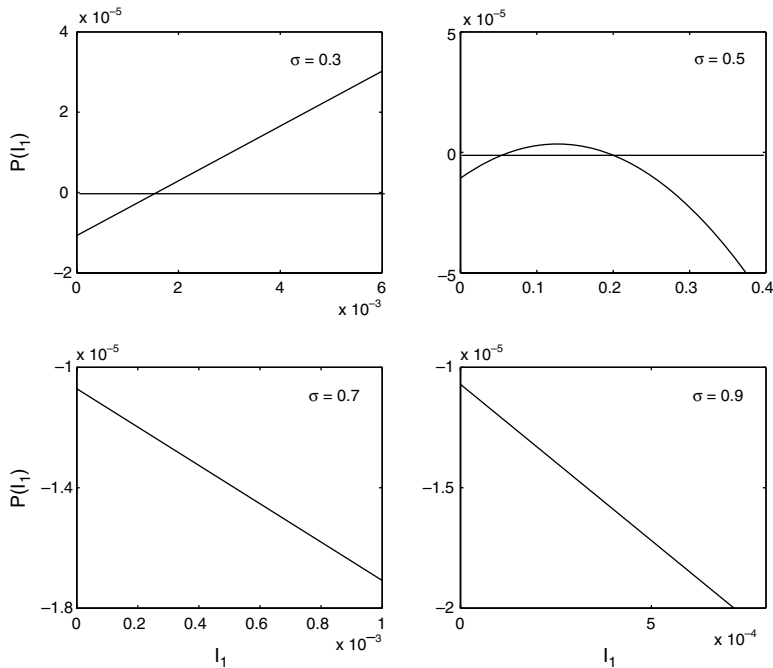 x 10⁻⁵
4
2
0
−2
P(I₁)
σ = 0.3
0 2 4 6
x 10⁻³
x 10⁻⁵
5
0
−5
σ = 0.5
0 0.1 0.2 0.3 0.4
x 10⁻⁵
−1
−1.4
−1.8
P(I₁)
σ = 0.7
0 0.2 0.4 0.6 0.8 1
x 10⁻³
I₁
x 10⁻⁵
−1
−1.5
−2
σ = 0.9
0 5
x 10⁻⁴
I₁